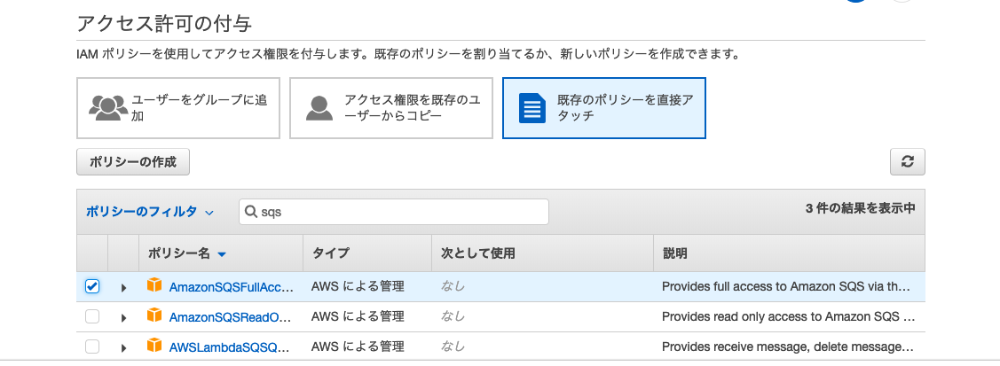 アクセス許可の付与
IAM ポリシーを使用してアクセス権限を付与します。既存のポリシーを割り当てるか、新しいポリシーを作成できます。
ユーザーをグループに追
加
アクセス権限を既存のユ
ーザーからコピー
既存のポリシーを直接ア
タッチ
ポリシーの作成
ポリシーのフィルタ sqs 3 件の結果を表示中
ポリシー名 タイプ 次として使用 説明
AmazonSQSFullAcc... AWS による管理 なし Provides full access to Amazon SQS via th...
AmazonSQSReadO... AWS による管理 なし Provides read only access to Amazon SQS ...
AWSLambdaSQSQ... AWS による管理 なし Provides receive message, delete message...